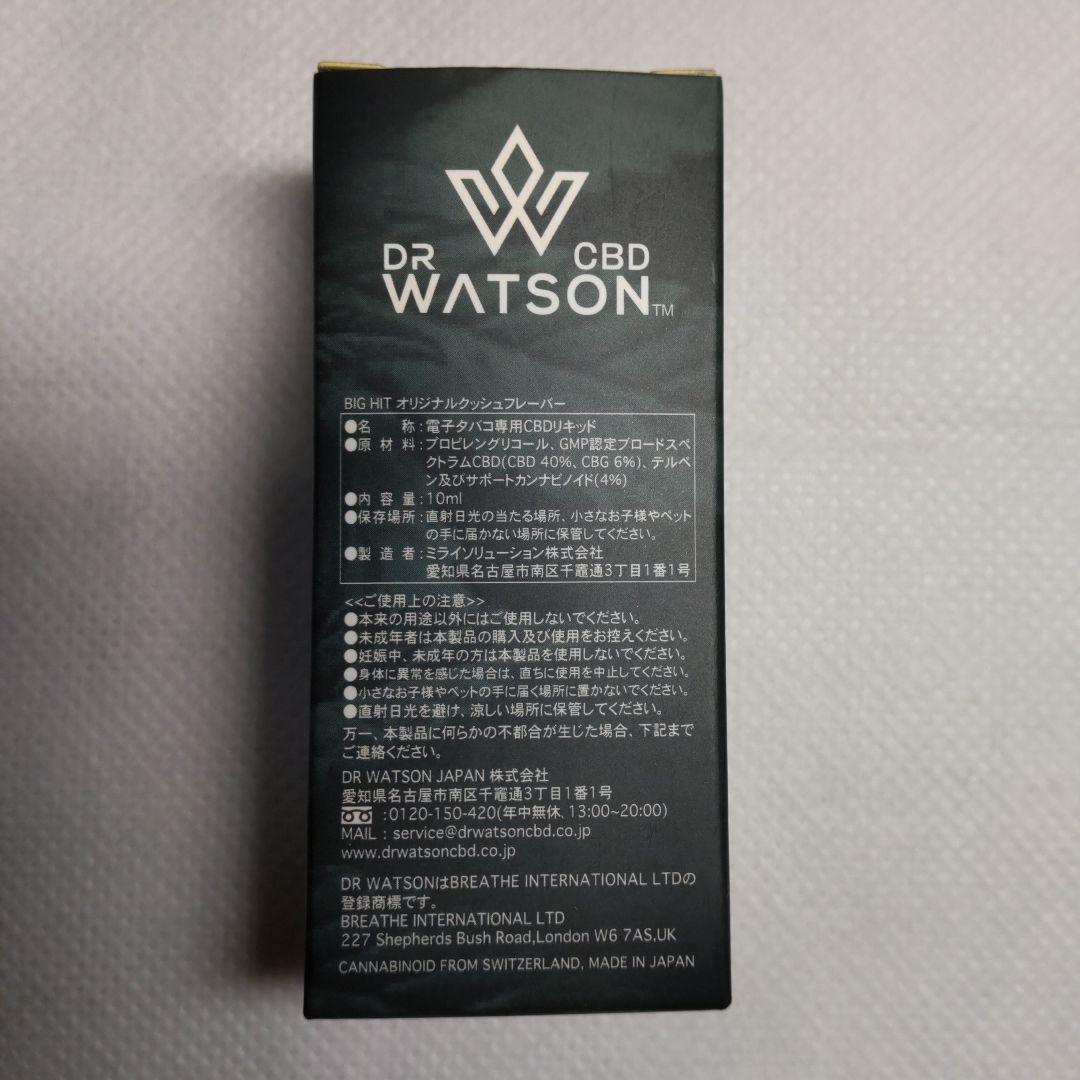 DR CBD
WATSON™
BIG HIT オリジナルクッシュフレーバー
●名　　称:電子タバコ専用CBDリキッド
●原 材 料:プロピレングリコール、GMP認定ブロードスペ
クトラムCBD(CBD 40%、CBG 6%)、テルペ
ン及びサポートカンナビノイド(4%)
●内 容 量:10ml
●保存場所:直射日光の当たる場所、小さなお子様やペット
の手に届かない場所に保管してください。
●製 造 者:ミライソリューション株式会社
愛知県名古屋市南区千竈通3丁目1番1号
<<ご使用上の注意>>
●本来の用途以外にはご使用しないでください。
●未成年者は本製品の購入及び使用をお控えください。
●妊娠中、未成年の方は本製品を使用しないでください。
●身体に異常を感じた場合は、直ちに使用を中止してください。
●小さなお子様やペットの手に届く場所に置かないでください。
●直射日光を避け、涼しい場所に保管してください。
万一、本製品に何らかの不都合が生じた場合、下記まで
ご連絡ください。
DR WATSON JAPAN 株式会社
愛知県名古屋市南区千竈通3丁目1番1号
:0120-150-420(年中無休 13:00~20:00)
MAIL : service@drwatsoncbd.co.jp
www.drwatsoncbd.co.jp
DR WATSONはBREATHE INTERNATIONAL LTDの
登録商標です。
BREATHE INTERNATIONAL LTD
227 Shepherds Bush Road,London W6 7AS,UK
CANNABINOID FROM SWITZERLAND, MADE IN JAPAN